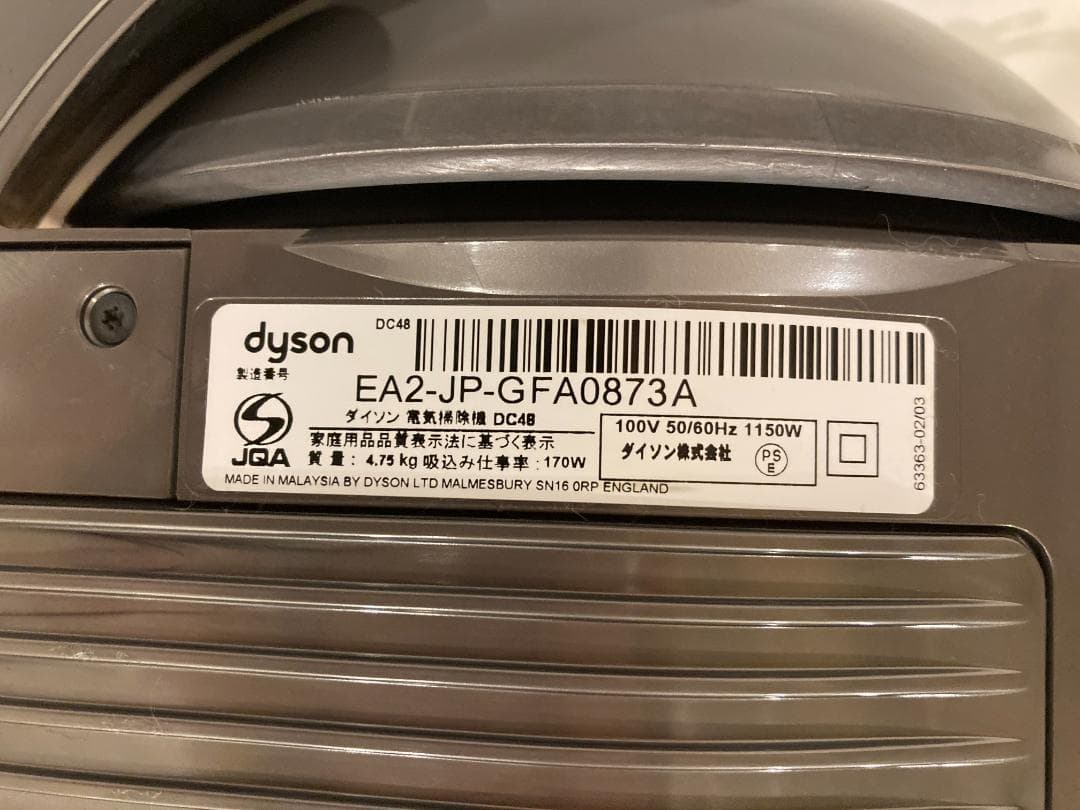 dyson
DC48
製造番号
EA2-JP-GFA0873A
ダイソン 電気掃除機 DC48
家庭用品品質表示法に基づく表示
質量: 4.75 kg 吸込み仕事率: 170W
JQA
100V 50/60Hz 1150W
ダイソン株式会社
PS
E
MADE IN MALAYSIA BY DYSON LTD MALMESBURY SN16 0RP ENGLAND
63363-02/03